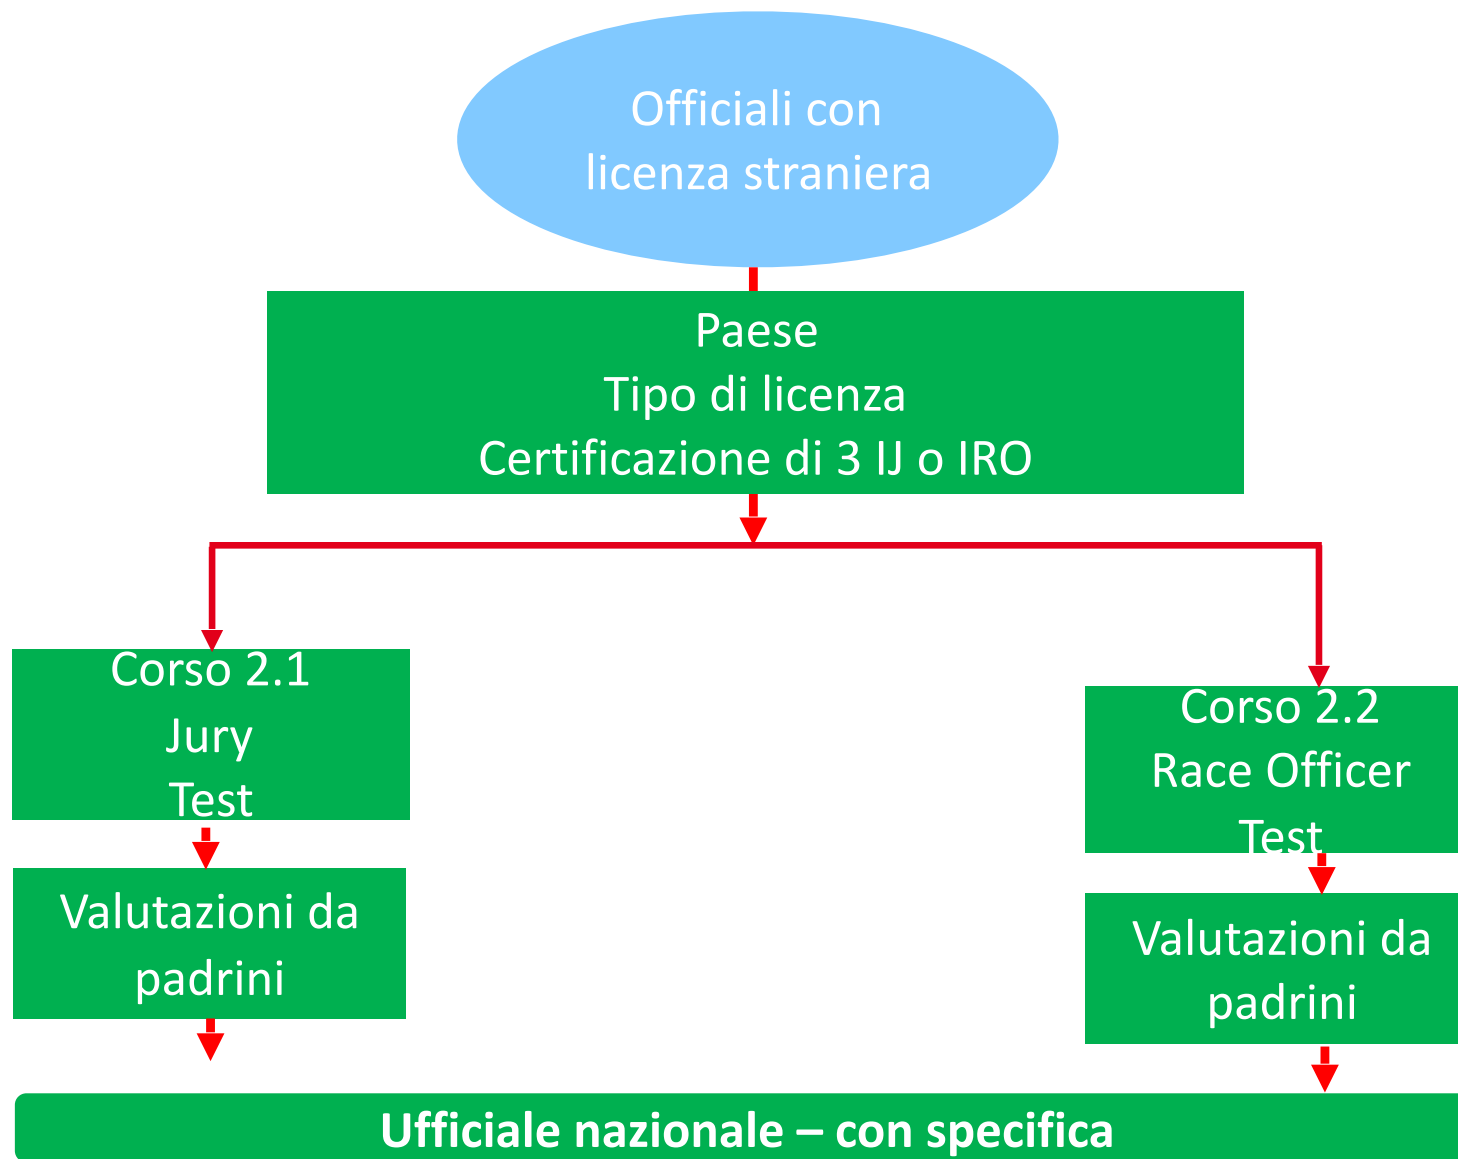 Officiali con
licenza straniera
Paese
Tipo di licenza
Certificazione di 3 IJ o IRO
Corso 2.1
Jury
Test
Valutazioni da
padrini
Corso 2.2
Race Officer
Test
Valutazioni da
padrini
Ufficiale nazionale – con specifica